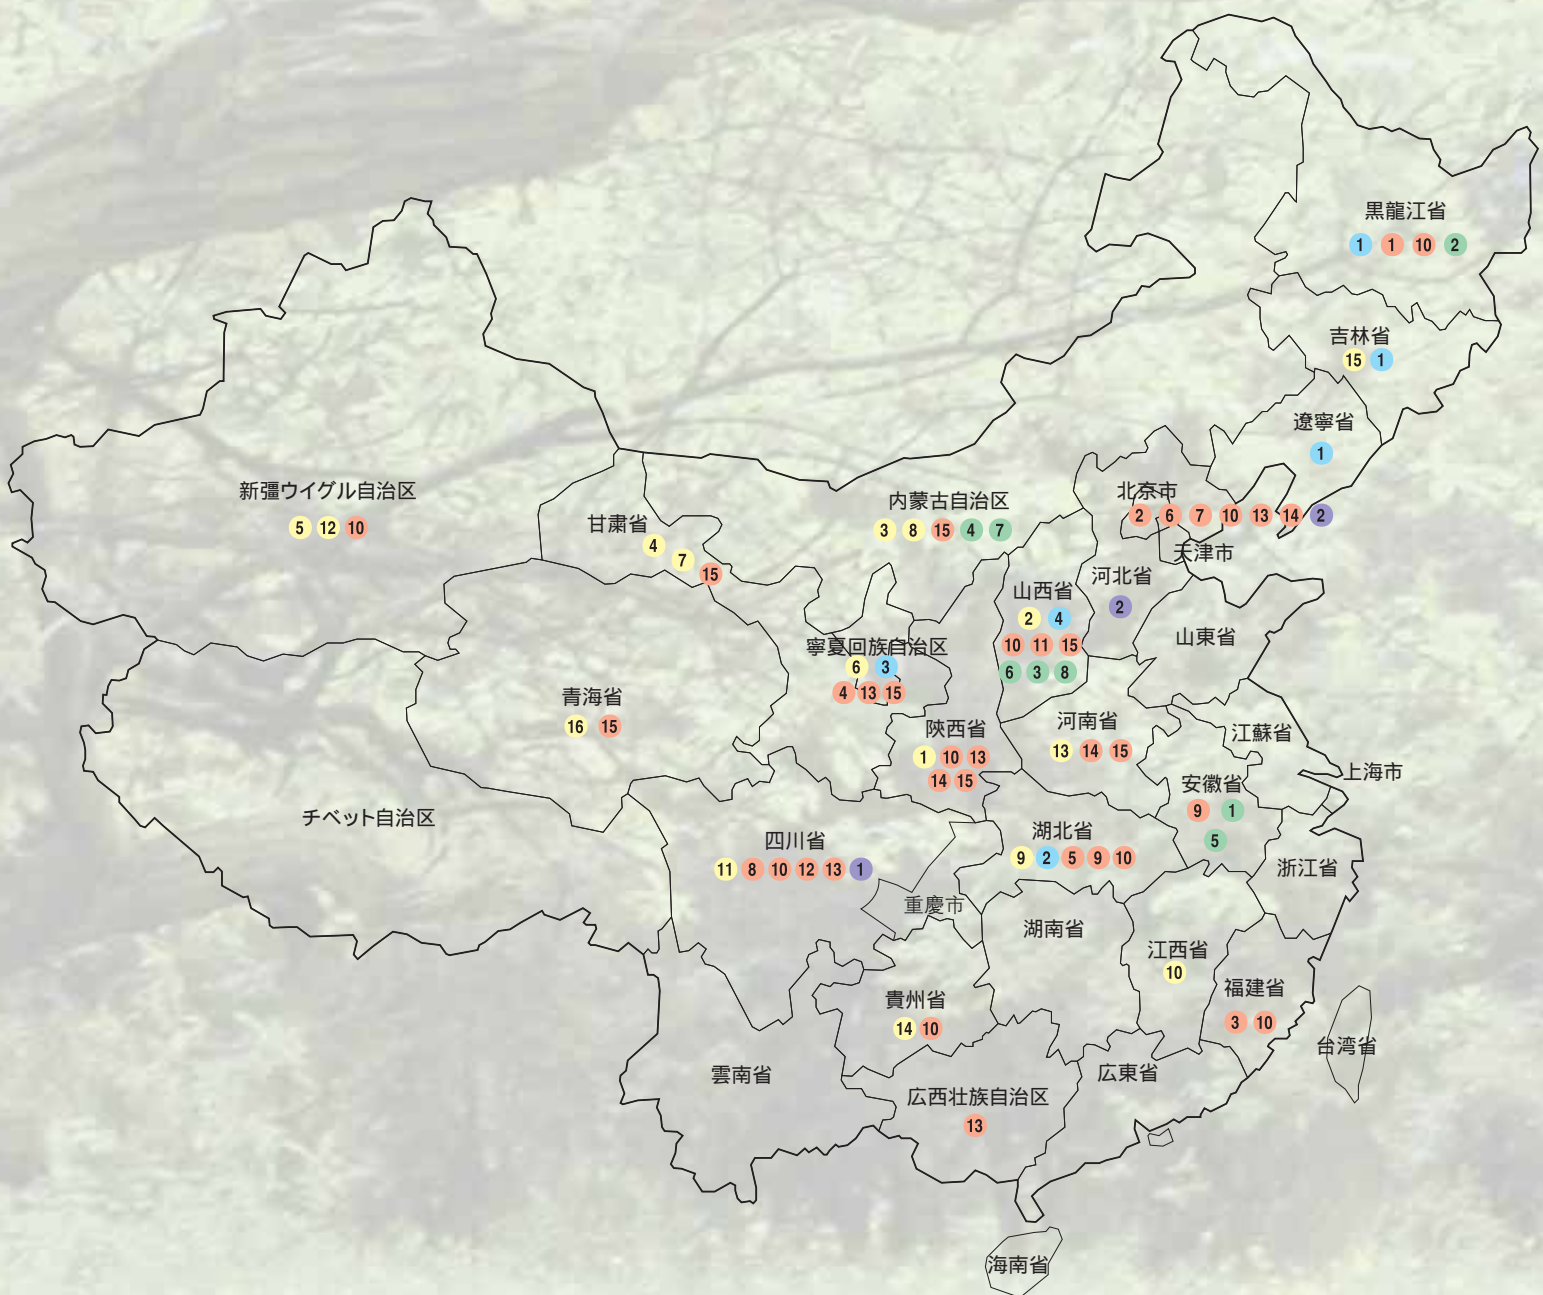 黒龍江省
1 1 10 2
吉林省
15 1
遼寧省
1
新疆ウイグル自治区
5 12 10
甘粛省
4
7
15
内蒙古自治区
3 8 15 4 7
北京市
2 6 7 10 13 14 2
天津市
河北省
2
山西省
2 4
10 11 15
6 3 8
山東省
寧夏回族自治区
6 3
4 13 15
青海省
16 15
陝西省
1 10 13
14 15
河南省
13 14 15
江蘇省
上海市
安徽省
9 1
5
チベット自治区
四川省
11 8 10 12 13 1
湖北省
9 2 5 9 10
浙江省
重慶市
湖南省
江西省
10
福建省
3 10
貴州省
14 10
台湾省
雲南省
広東省
広西壮族自治区
13
海南省